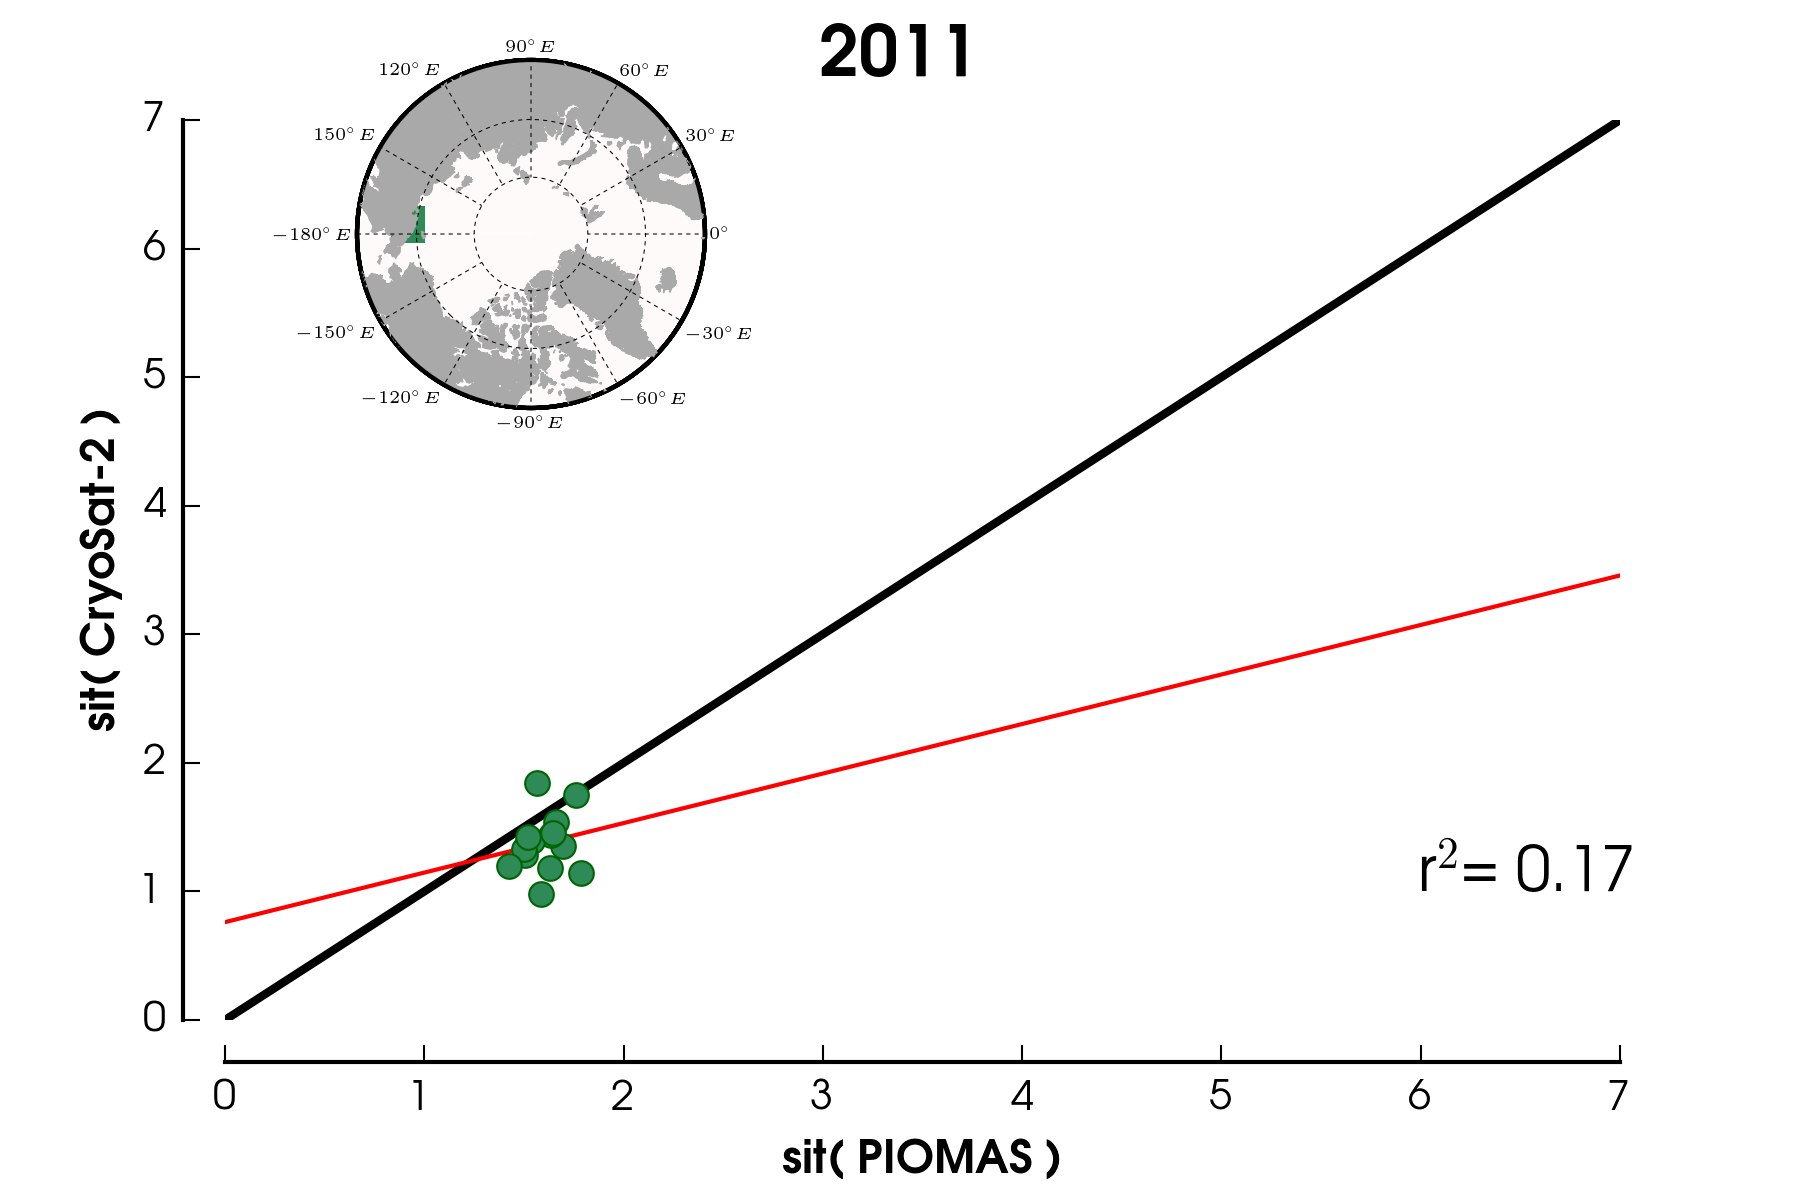 2011
90° E
120° E
60° E
150° E
30° E
−180° E
0°
−150° E
−30° E
−120° E
−60° E
−90° E
7
6
5
4
3
2
1
0
sit( CryoSat-2 )
r²= 0.17
0 1 2 3 4 5 6 7
sit( PIOMAS )